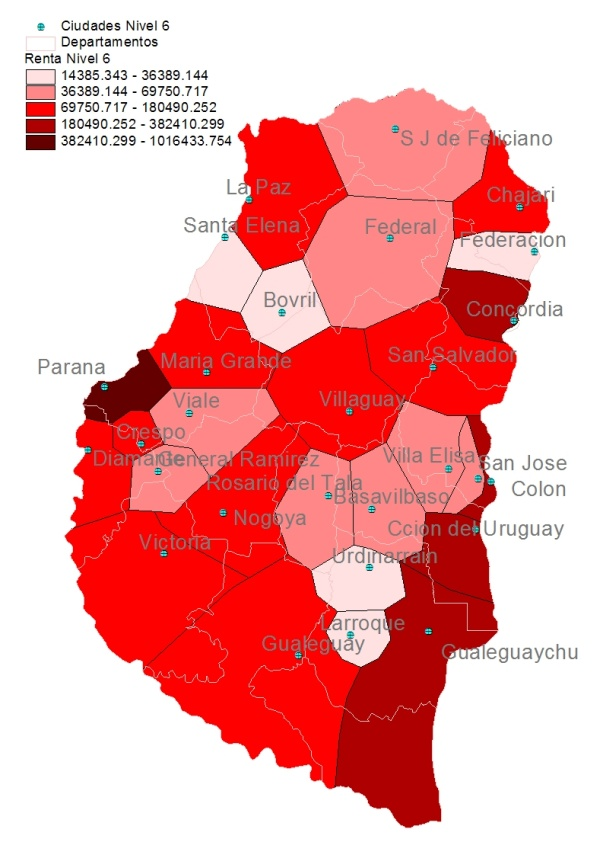 Ciudades Nivel 6
Departamentos
Renta Nivel 6
14385.343 - 36389.144
36389.144 - 69750.717
69750.717 - 180490.252
180490.252 - 382410.299
382410.299 - 1016433.754
S J de Feliciano
La Paz
Chajari
Santa Elena
Federal
Federacion
Bovril
Concordia
Parana
Maria Grande
San Salvador
Viale
Villaguay
Crespo
Diamante
General Ramirez
Villa Elisa
San Jose
Rosario del Tala
Basavilbaso
Colon
Nogoya
Ccion del Uruguay
Victoria
Urdinarrain
Larroque
Gualeguay
Gualeguaychu